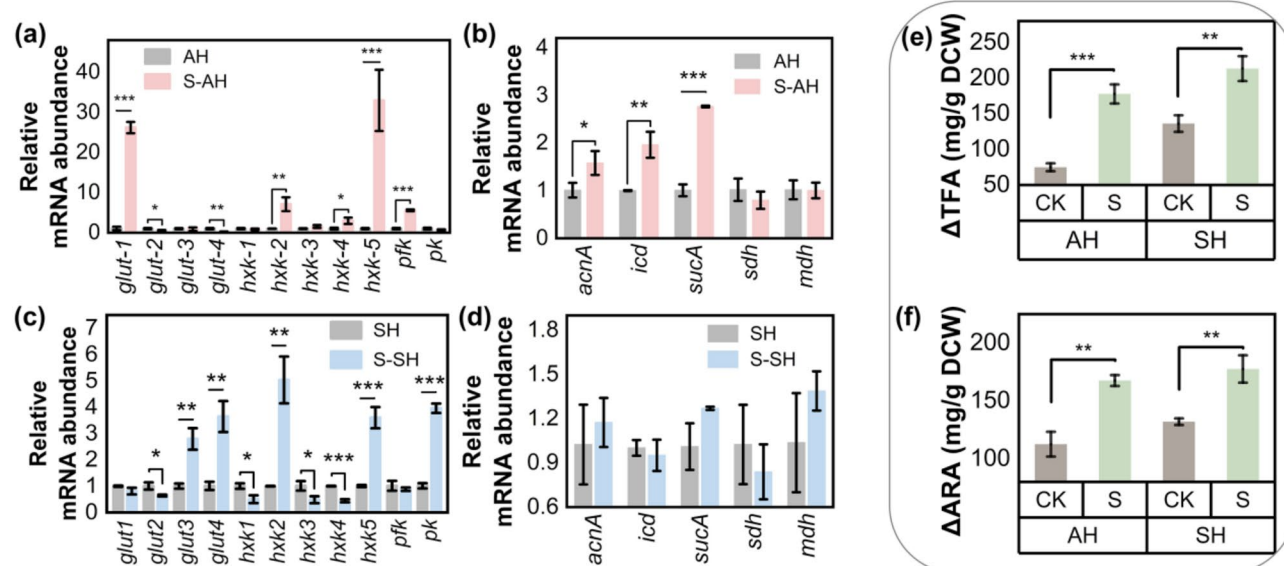 (a)
AH
S-AH
Relative
mRNA abundance
40
30
20
10
0
***
*
**
**
*
***
***
glut-1
glut-2
glut-3
glut-4
hxk-1
hxk-2
hxk-3
hxk-4
hxk-5
pfk
pk
(b)
AH
S-AH
Relative
mRNA abundance
4
3
2
1
0
*
**
***
acnA
icd
sucA
sdh
mdh
(c)
SH
S-SH
Relative
mRNA abundance
7
6
5
4
3
2
1
0
*
**
**
*
**
*
***
***
***
glut1
glut2
glut3
glut4
hxk1
hxk2
hxk3
hxk4
hxk5
pfk
pk
(d)
SH
S-SH
Relative
mRNA abundance
1.8
1.5
1.2
0.9
0.6
acnA
icd
sucA
sdh
mdh
(e)
ΔTFA (mg/g DCW)
250
200
150
100
50
***
**
CK S CK S
AH SH
(f)
ΔARA (mg/g DCW)
200
150
100
**
**
CK S CK S
AH SH